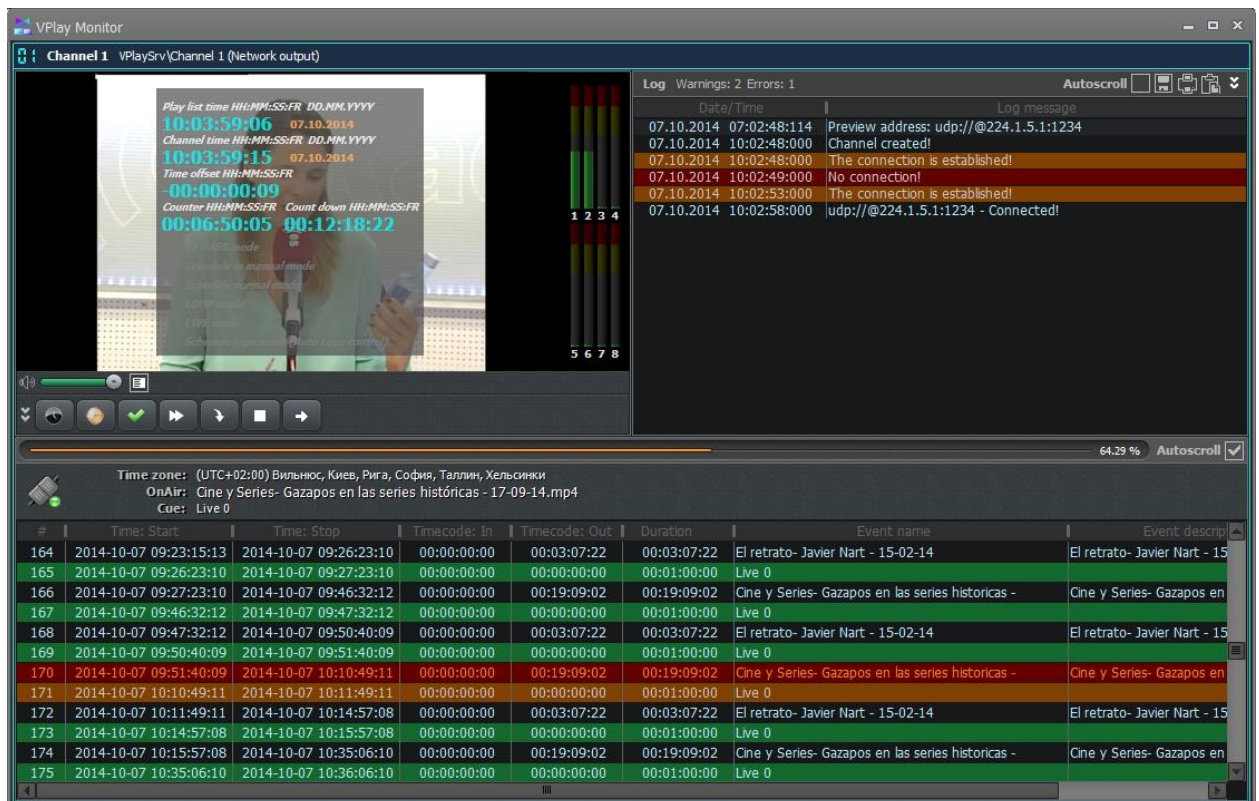 VPlay Monitor
01 Channel 1 VPlaySrv\Channel 1 (Network output)
Play list time HH:MM:SS:FR DD.MM.YYYY
10:03:59:06 07.10.2014
Channel time HH:MM:SS:FR DD.MM.YYYY
10:03:59:15 07.10.2014
Time offset HH:MM:SS:FR
-00:00:00:09
Counter HH:MM:SS:FR Count down HH:MM:SS:FR
00:06:50:05 00:12:18:22
PASS mode
Schedule in manual mode
Schedule normal mode
LOOP mode
LIVE mode
Schedule logo mode (Auto Logo control)
1 2 3 4
5 6 7 8
Log Warnings: 2 Errors: 1 Autoscroll
Date/Time Log message
07.10.2014 07:02:48:114 Preview address: udp://@224.1.5.1:1234
07.10.2014 10:02:48:000 Channel created!
07.10.2014 10:02:48:000 The connection is established!
07.10.2014 10:02:49:000 No connection!
07.10.2014 10:02:53:000 The connection is established!
07.10.2014 10:02:58:000 udp://@224.1.5.1:1234 - Connected!
64.29 % Autoscroll
Time zone: (UTC+02:00) Вильнюс, Киев, Рига, София, Таллин, Хельсинки
OnAir: Cine y Series- Gazapos en las series históricas - 17-09-14.mp4
Cue: Live 0
# Time: Start Time: Stop Timecode: In Timecode: Out Duration Event name Event descrip
164 2014-10-07 09:23:15:13 2014-10-07 09:26:23:10 00:00:00:00 00:03:07:22 00:03:07:22 El retrato- Javier Nart - 15-02-14 El retrato- Javier Nart - 15
165 2014-10-07 09:26:23:10 2014-10-07 09:27:23:10 00:00:00:00 00:00:00:00 00:01:00:00 Live 0
166 2014-10-07 09:27:23:10 2014-10-07 09:46:32:12 00:00:00:00 00:19:09:02 00:19:09:02 Cine y Series- Gazapos en las series historicas - Cine y Series- Gazapos en
167 2014-10-07 09:46:32:12 2014-10-07 09:47:32:12 00:00:00:00 00:00:00:00 00:01:00:00 Live 0
168 2014-10-07 09:47:32:12 2014-10-07 09:50:40:09 00:00:00:00 00:03:07:22 00:03:07:22 El retrato- Javier Nart - 15-02-14 El retrato- Javier Nart - 15
169 2014-10-07 09:50:40:09 2014-10-07 09:51:40:09 00:00:00:00 00:00:00:00 00:01:00:00 Live 0
170 2014-10-07 09:51:40:09 2014-10-07 10:10:49:11 00:00:00:00 00:19:09:02 00:19:09:02 Cine y Series- Gazapos en las series historicas - Cine y Series- Gazapos en
171 2014-10-07 10:10:49:11 2014-10-07 10:11:49:11 00:00:00:00 00:00:00:00 00:01:00:00 Live 0
172 2014-10-07 10:11:49:11 2014-10-07 10:14:57:08 00:00:00:00 00:03:07:22 00:03:07:22 El retrato- Javier Nart - 15-02-14 El retrato- Javier Nart - 15
173 2014-10-07 10:14:57:08 2014-10-07 10:15:57:08 00:00:00:00 00:00:00:00 00:01:00:00 Live 0
174 2014-10-07 10:15:57:08 2014-10-07 10:35:06:10 00:00:00:00 00:19:09:02 00:19:09:02 Cine y Series- Gazapos en las series historicas - Cine y Series- Gazapos en
175 2014-10-07 10:35:06:10 2014-10-07 10:36:06:10 00:00:00:00 00:00:00:00 00:01:00:00 Live 0